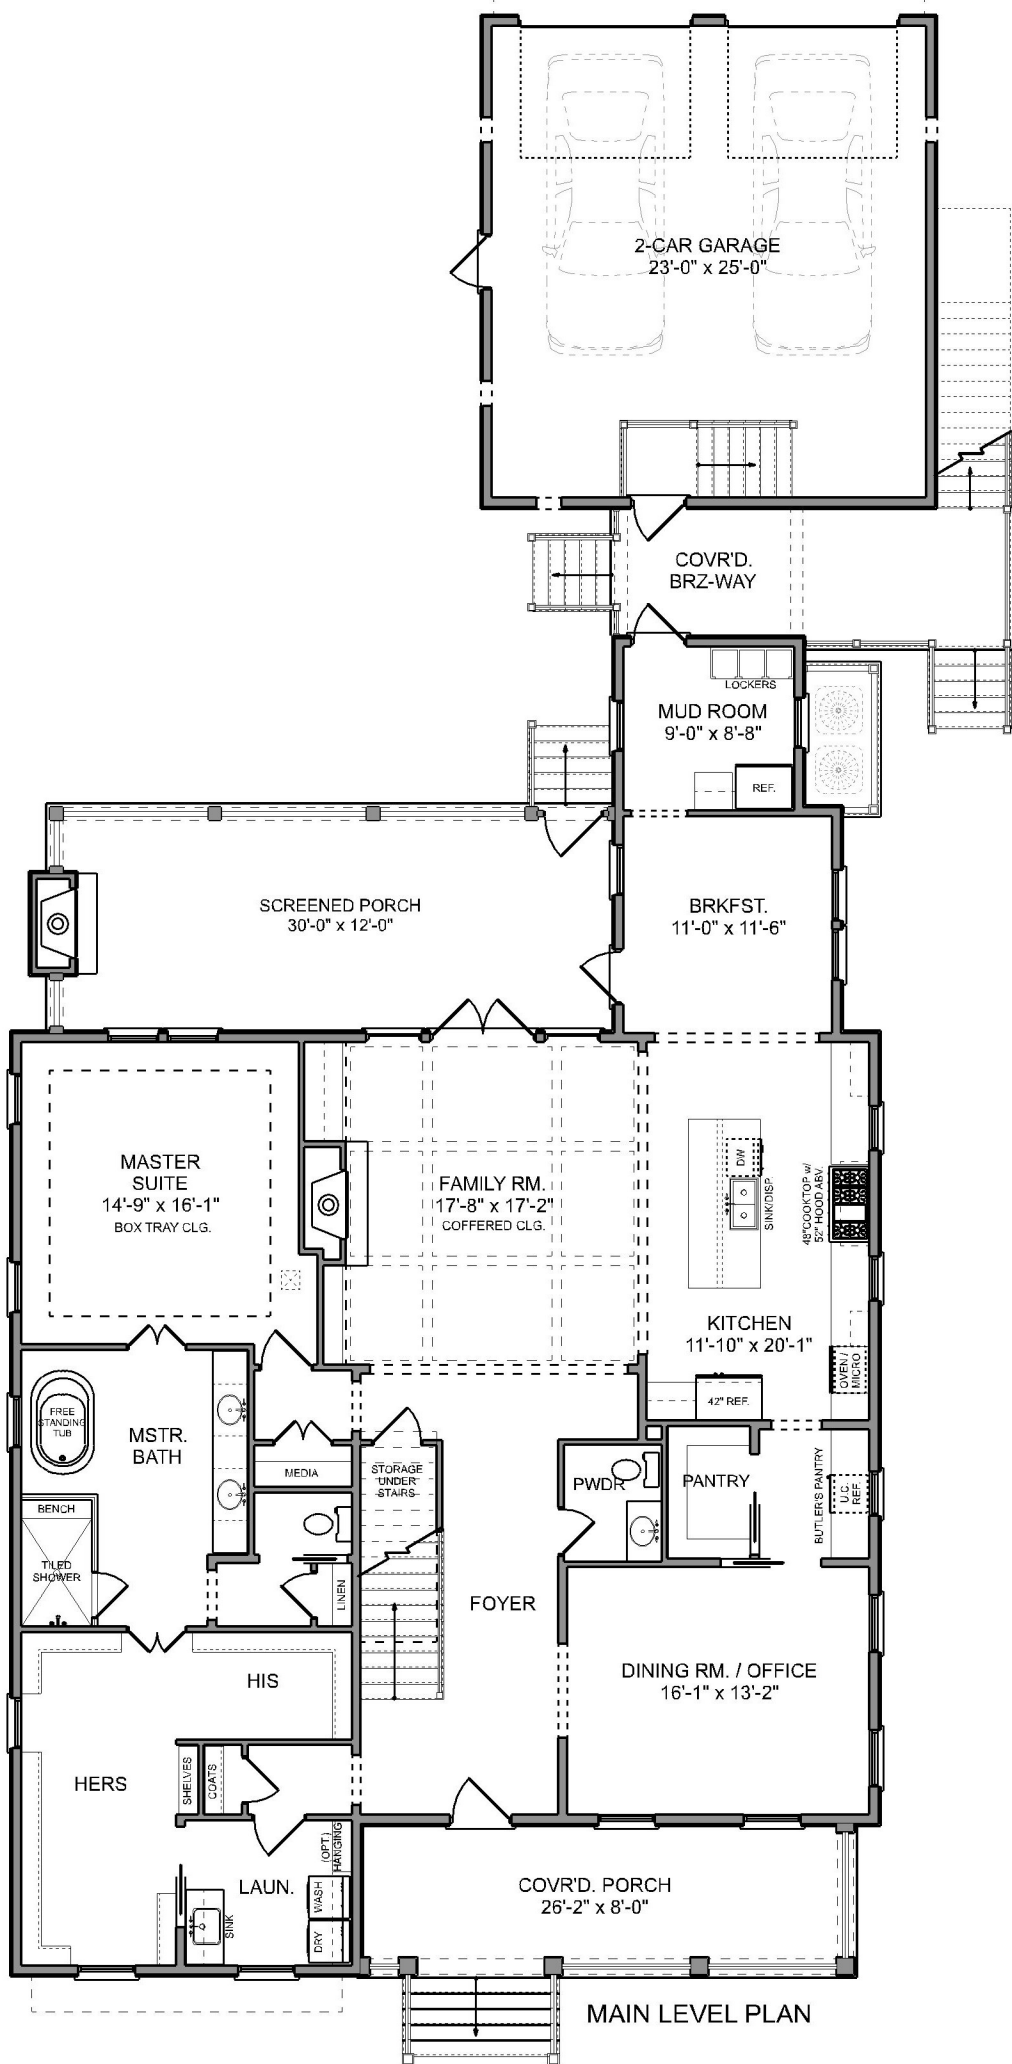 2-CAR GARAGE
23'-0" x 25'-0"
COVR'D.
BRZ-WAY
LOCKERS
MUD ROOM
9'-0" x 8'-8"
REF.
SCREENED PORCH
30'-0" x 12'-0"
BRKFST.
11'-0" x 11'-6"
MASTER
SUITE
14'-9" x 16'-1"
BOX TRAY CLG.
FAMILY RM.
17'-8" x 17'-2"
COFFERED CLG.
DW
SINK/DISP.
48"COOKTOP w/
52" HOOD ABV.
KITCHEN
11'-10" x 20'-1"
OVEN /
MICRO
42" REF.
FREE
STANDING
TUB
MSTR.
BATH
MEDIA
STORAGE
UNDER
STAIRS
PWDR
PANTRY
BUTLER'S PANTRY
U.C.
REF.
BENCH
TILED
SHOWER
LINEN
FOYER
DINING RM. / OFFICE
16'-1" x 13'-2"
HIS
HERS
SHELVES
COATS
LAUN.
(OPT.)
HANGING
WASH
DRY
SINK
COVR'D. PORCH
26'-2" x 8'-0"
MAIN LEVEL PLAN